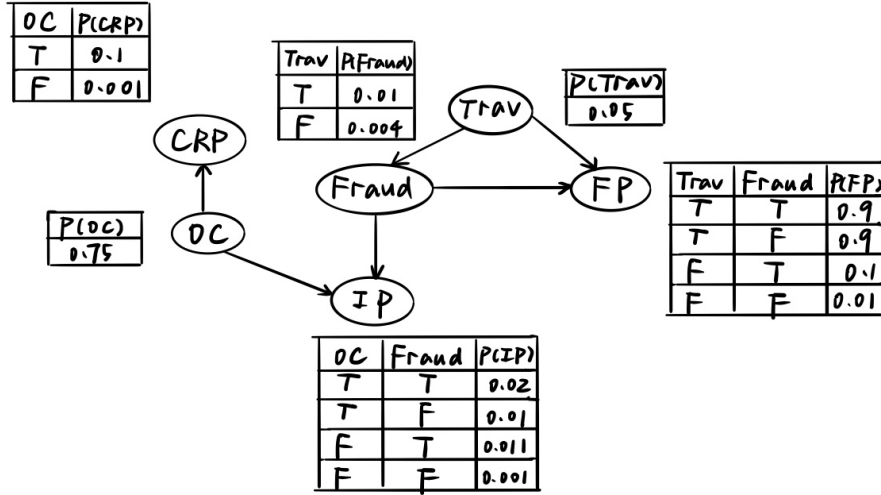 OC P(CRP)
T 0.1
F 0.001
Trav P(Fraud)
T 0.01
F 0.004
Trav
P(Trav)
0.05
CRP
Fraud
FP
Trav Fraud P(FP)
T T 0.9
T F 0.9
F T 0.1
F F 0.01
P(OC)
0.75
OC
IP
OC Fraud P(IP)
T T 0.02
T F 0.01
F T 0.011
F F 0.001